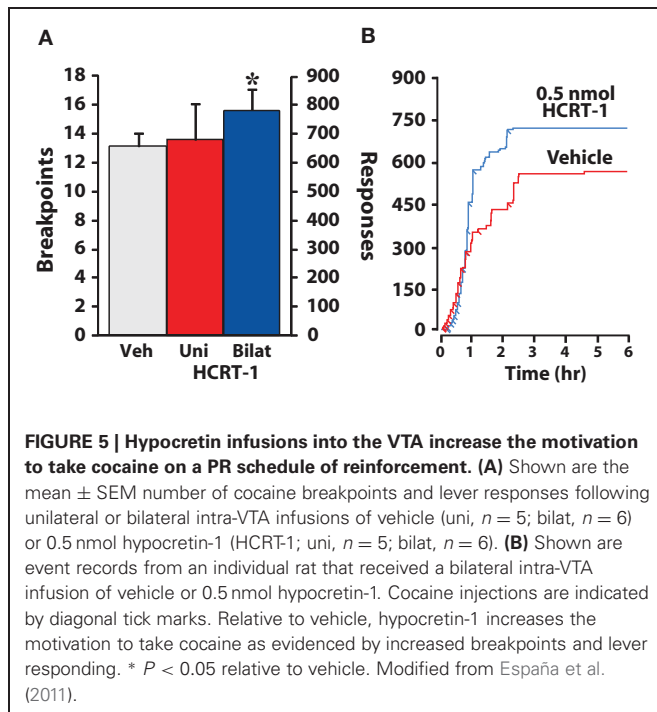 A
B
18
16
14
12
10
8
6
4
2
0
Breakpoints
*
900
800
700
600
500
400
300
200
100
0
Responses
Veh Uni Bilat
HCRT-1
900
750
600
450
300
150
0
0.5 nmol
HCRT-1
Vehicle
0 1 2 3 4 5 6
Time (hr)
FIGURE 5 | Hypocretin infusions into the VTA increase the motivation
to take cocaine on a PR schedule of reinforcement. (A) Shown are the
mean ± SEM number of cocaine breakpoints and lever responses following
unilateral or bilateral intra-VTA infusions of vehicle (uni, n = 5; bilat, n = 6)
or 0.5 nmol hypocretin-1 (HCRT-1; uni, n = 5; bilat, n = 6). (B) Shown are
event records from an individual rat that received a bilateral intra-VTA
infusion of vehicle or 0.5 nmol hypocretin-1. Cocaine injections are indicated
by diagonal tick marks. Relative to vehicle, hypocretin-1 increases the
motivation to take cocaine as evidenced by increased breakpoints and lever
responding. * P < 0.05 relative to vehicle. Modified from España et al.
(2011).